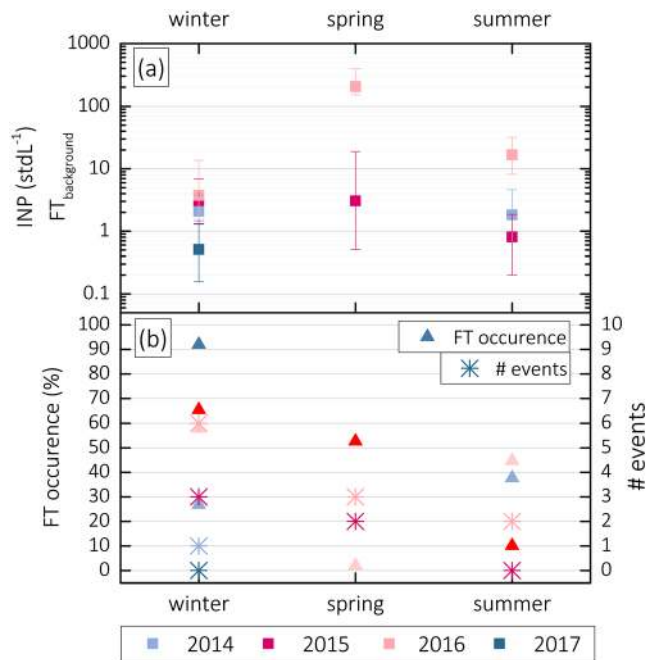 winter spring summer
(a)
INP (stdL⁻¹)
FT_background
1000
100
10
1
0.1
(b)
FT occurence
# events
FT occurence (%)
100
90
80
70
60
50
40
30
20
10
0
# events
10
9
8
7
6
5
4
3
2
1
0
winter spring summer
2014 2015 2016 2017